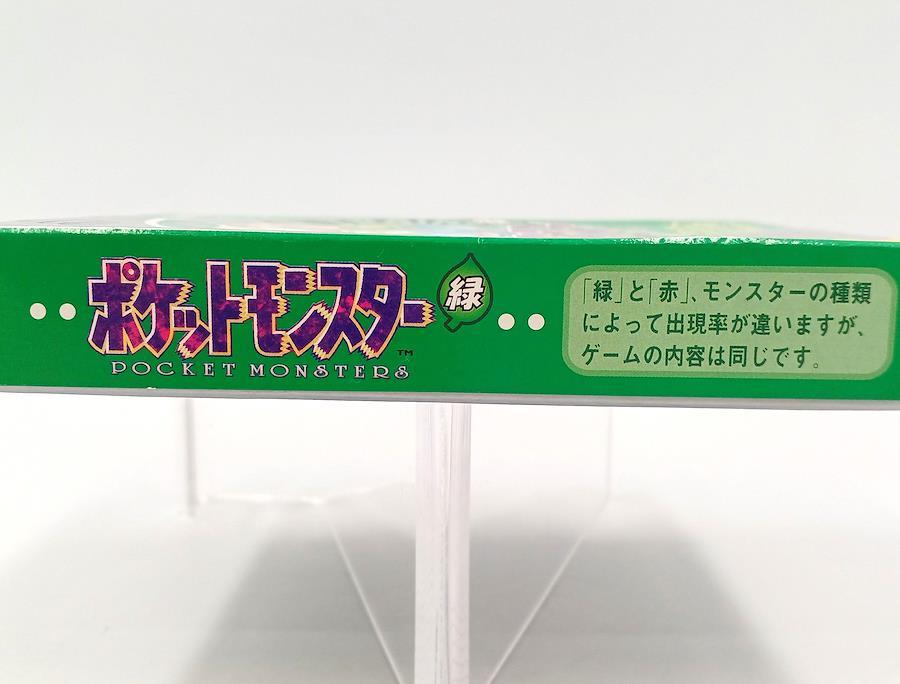 ポケットモンスター 緑
POCKET MONSTERS™
「緑」と「赤」、モンスターの種類
によって出現率が違いますが、
ゲームの内容は同じです。